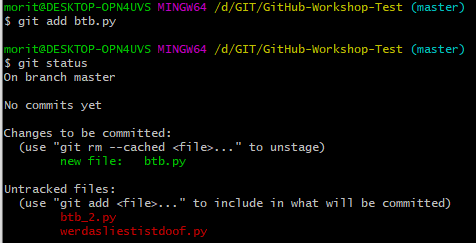 morit@DESKTOP-OPN4UVS MINGW64 /d/GIT/GitHub-Workshop-Test (master)
$ git add btb.py
morit@DESKTOP-OPN4UVS MINGW64 /d/GIT/GitHub-Workshop-Test (master)
$ git status
On branch master
No commits yet
Changes to be committed:
(use "git rm --cached <file>..." to unstage)
new file: btb.py
Untracked files:
(use "git add <file>..." to include in what will be committed)
btb_2.py
werdasliestistdoof.py